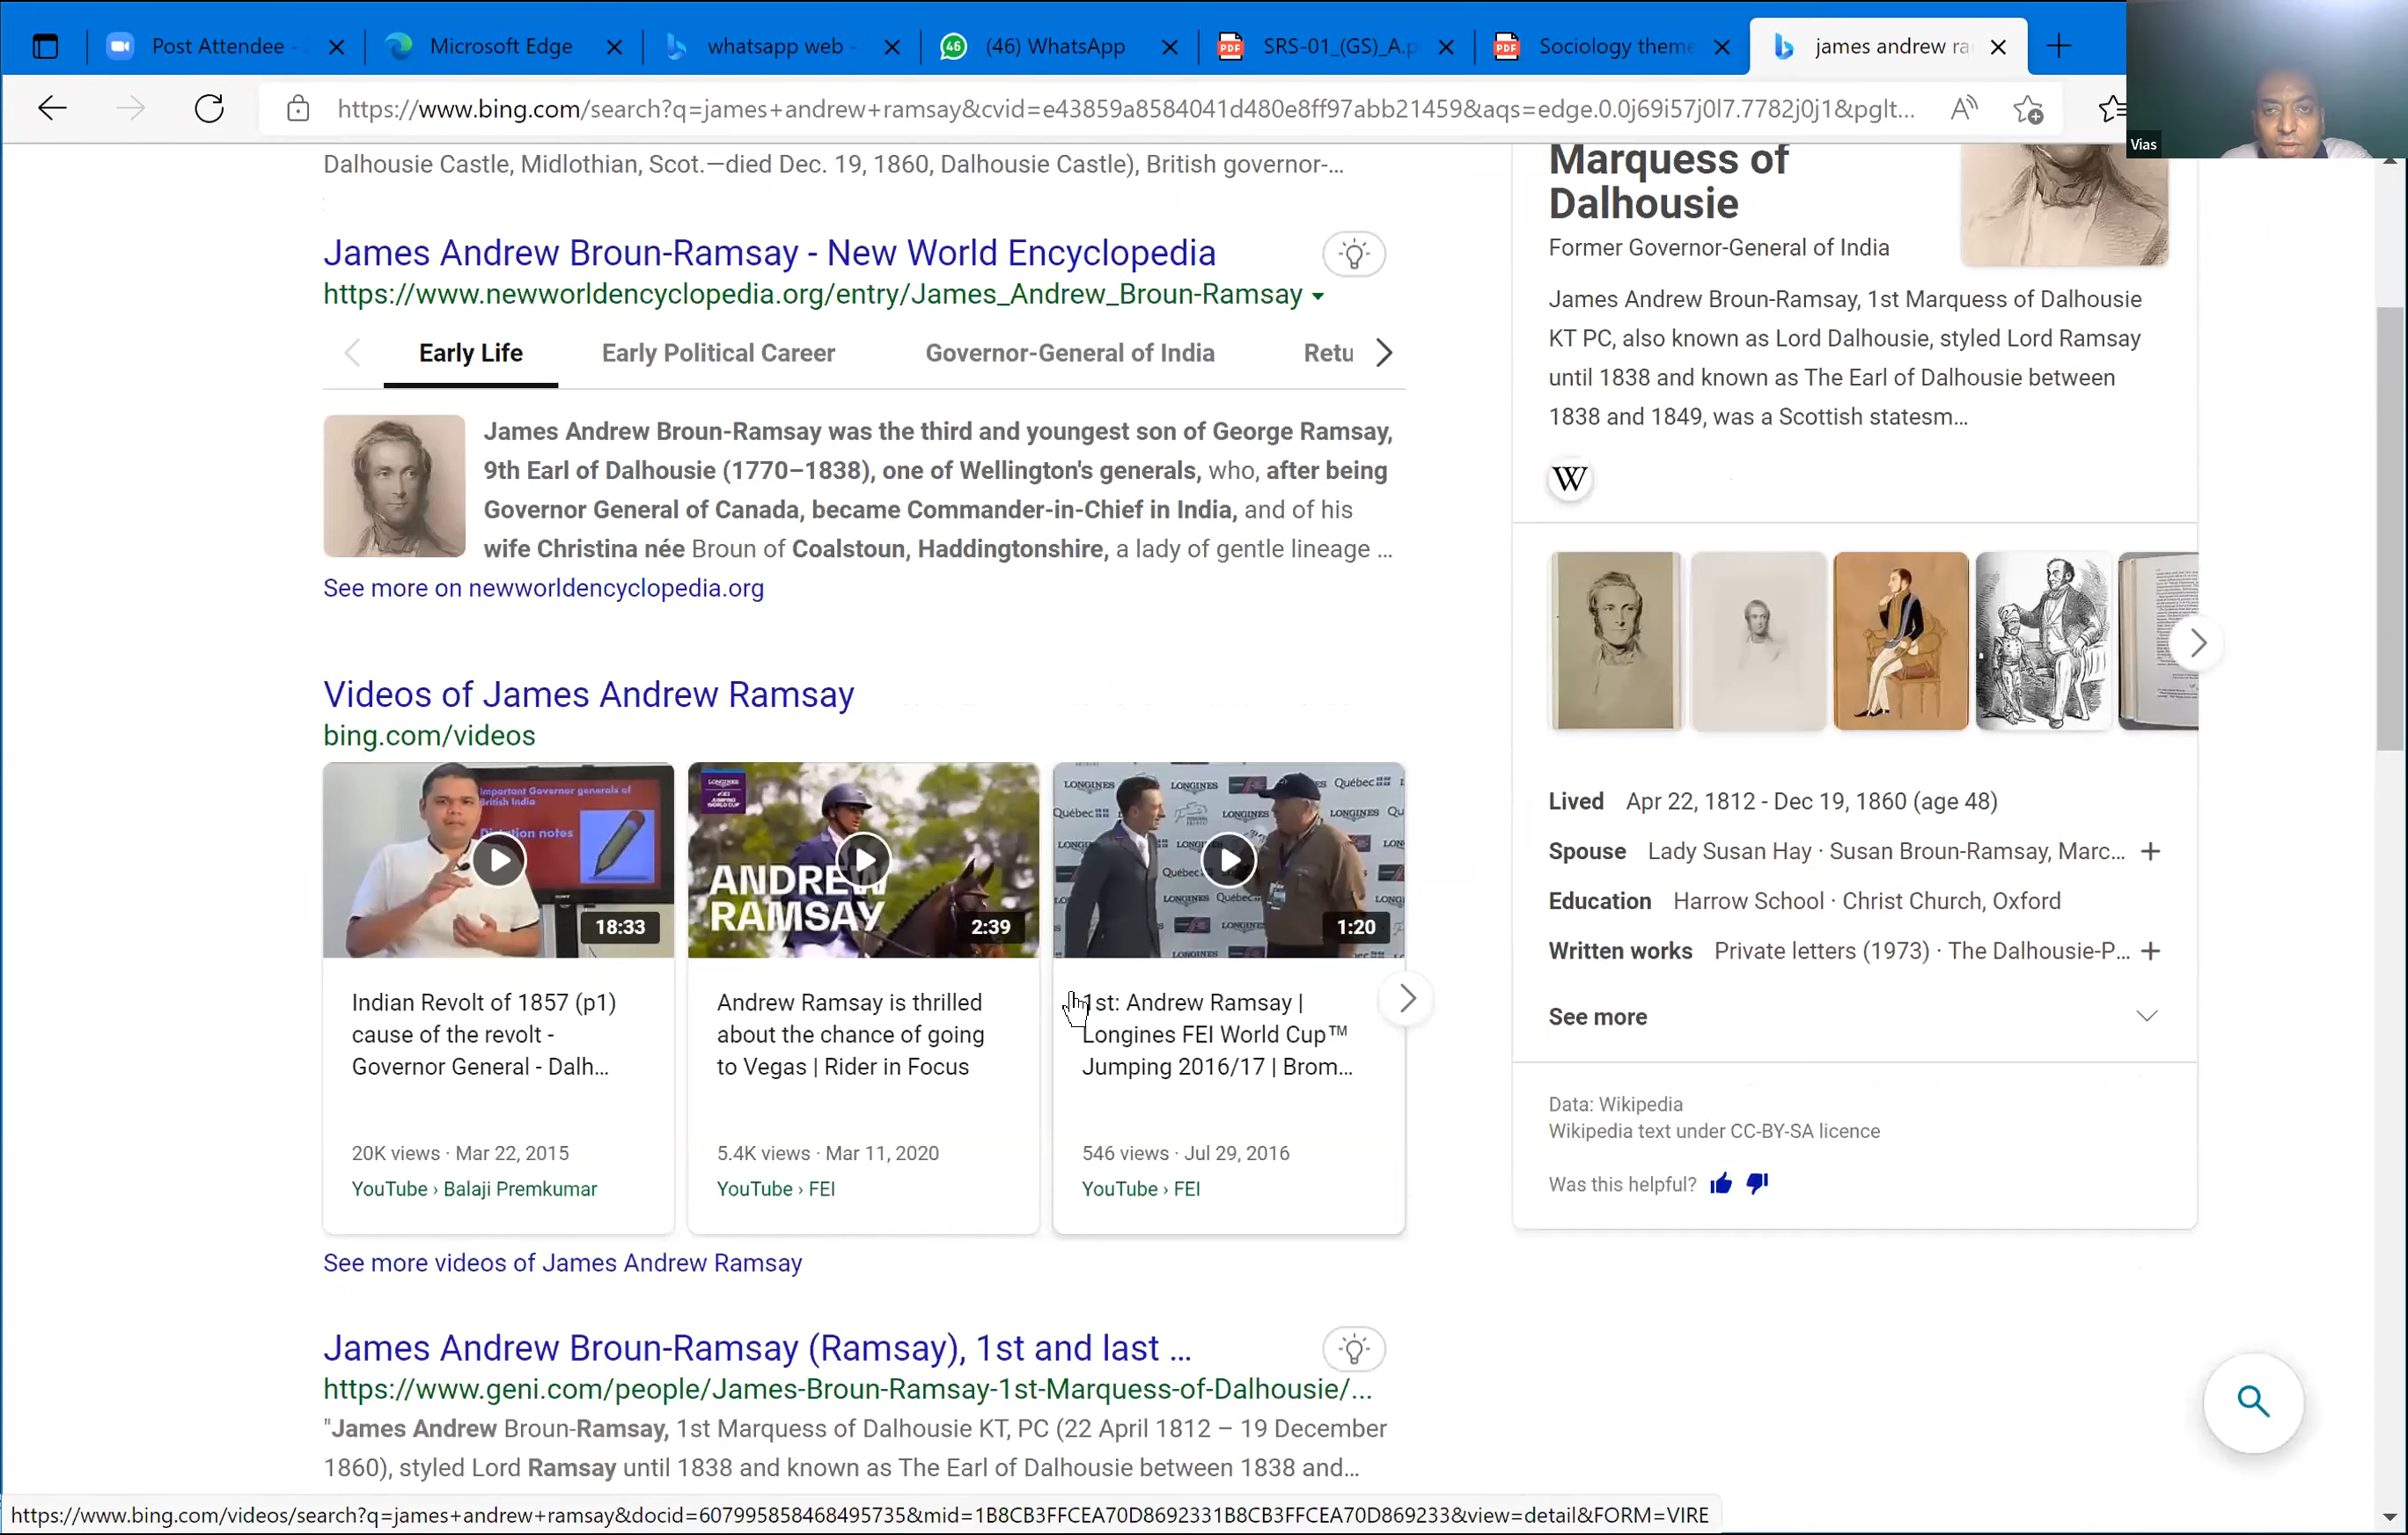 Post Attendee -
Microsoft Edge
whatsapp web -
46
(46) WhatsApp
PDF
SRS-01_(GS)_A.p
PDF
Sociology theme
james andrew ra
https://www.bing.com/search?q=james+andrew+ramsay&cvid=e43859a8584041d480e8ff97abb21459&aqs=edge.0.0j69i57j0l7.7782j0j1&pglt...
Vias
Dalhousie Castle, Midlothian, Scot.—died Dec. 19, 1860, Dalhousie Castle), British governor-...
James Andrew Broun-Ramsay - New World Encyclopedia
https://www.newworldencyclopedia.org/entry/James_Andrew_Broun-Ramsay
Early Life
Early Political Career
Governor-General of India
Retu
James Andrew Broun-Ramsay was the third and youngest son of George Ramsay,
9th Earl of Dalhousie (1770–1838), one of Wellington's generals, who, after being
Governor General of Canada, became Commander-in-Chief in India, and of his
wife Christina née Broun of Coalstoun, Haddingtonshire, a lady of gentle lineage ...
See more on newworldencyclopedia.org
Videos of James Andrew Ramsay
bing.com/videos
Important Governor generals of
British India
Dictation notes
18:33
Indian Revolt of 1857 (p1)
cause of the revolt -
Governor General - Dalh...
20K views · Mar 22, 2015
YouTube › Balaji Premkumar
LONGINES
ANDREW
RAMSAY
2:39
Andrew Ramsay is thrilled
about the chance of going
to Vegas | Rider in Focus
5.4K views · Mar 11, 2020
YouTube › FEI
LONGINES
Québec
LONGINES
LONGINES
Québec
LONGINES
1:20
1st: Andrew Ramsay |
Longines FEI World Cup™
Jumping 2016/17 | Brom...
546 views · Jul 29, 2016
YouTube › FEI
See more videos of James Andrew Ramsay
James Andrew Broun-Ramsay (Ramsay), 1st and last ...
https://www.geni.com/people/James-Broun-Ramsay-1st-Marquess-of-Dalhousie/...
"James Andrew Broun-Ramsay, 1st Marquess of Dalhousie KT, PC (22 April 1812 – 19 December
1860), styled Lord Ramsay until 1838 and known as The Earl of Dalhousie between 1838 and...
Marquess of
Dalhousie
Former Governor-General of India
James Andrew Broun-Ramsay, 1st Marquess of Dalhousie
KT PC, also known as Lord Dalhousie, styled Lord Ramsay
until 1838 and known as The Earl of Dalhousie between
1838 and 1849, was a Scottish statesm...
W
Lived Apr 22, 1812 - Dec 19, 1860 (age 48)
Spouse Lady Susan Hay · Susan Broun-Ramsay, Marc...
Education Harrow School · Christ Church, Oxford
Written works Private letters (1973) · The Dalhousie-P...
See more
Data: Wikipedia
Wikipedia text under CC-BY-SA licence
Was this helpful?
https://www.bing.com/videos/search?q=james+andrew+ramsay&docid=607995858468495735&mid=1B8CB3FFCEA70D8692331B8CB3FFCEA70D869233&view=detail&FORM=VIRE